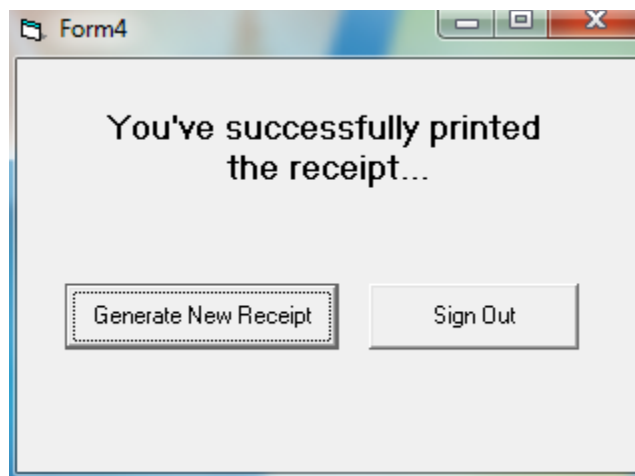 Form4
You've successfully printed
the receipt...
Generate New Receipt
Sign Out